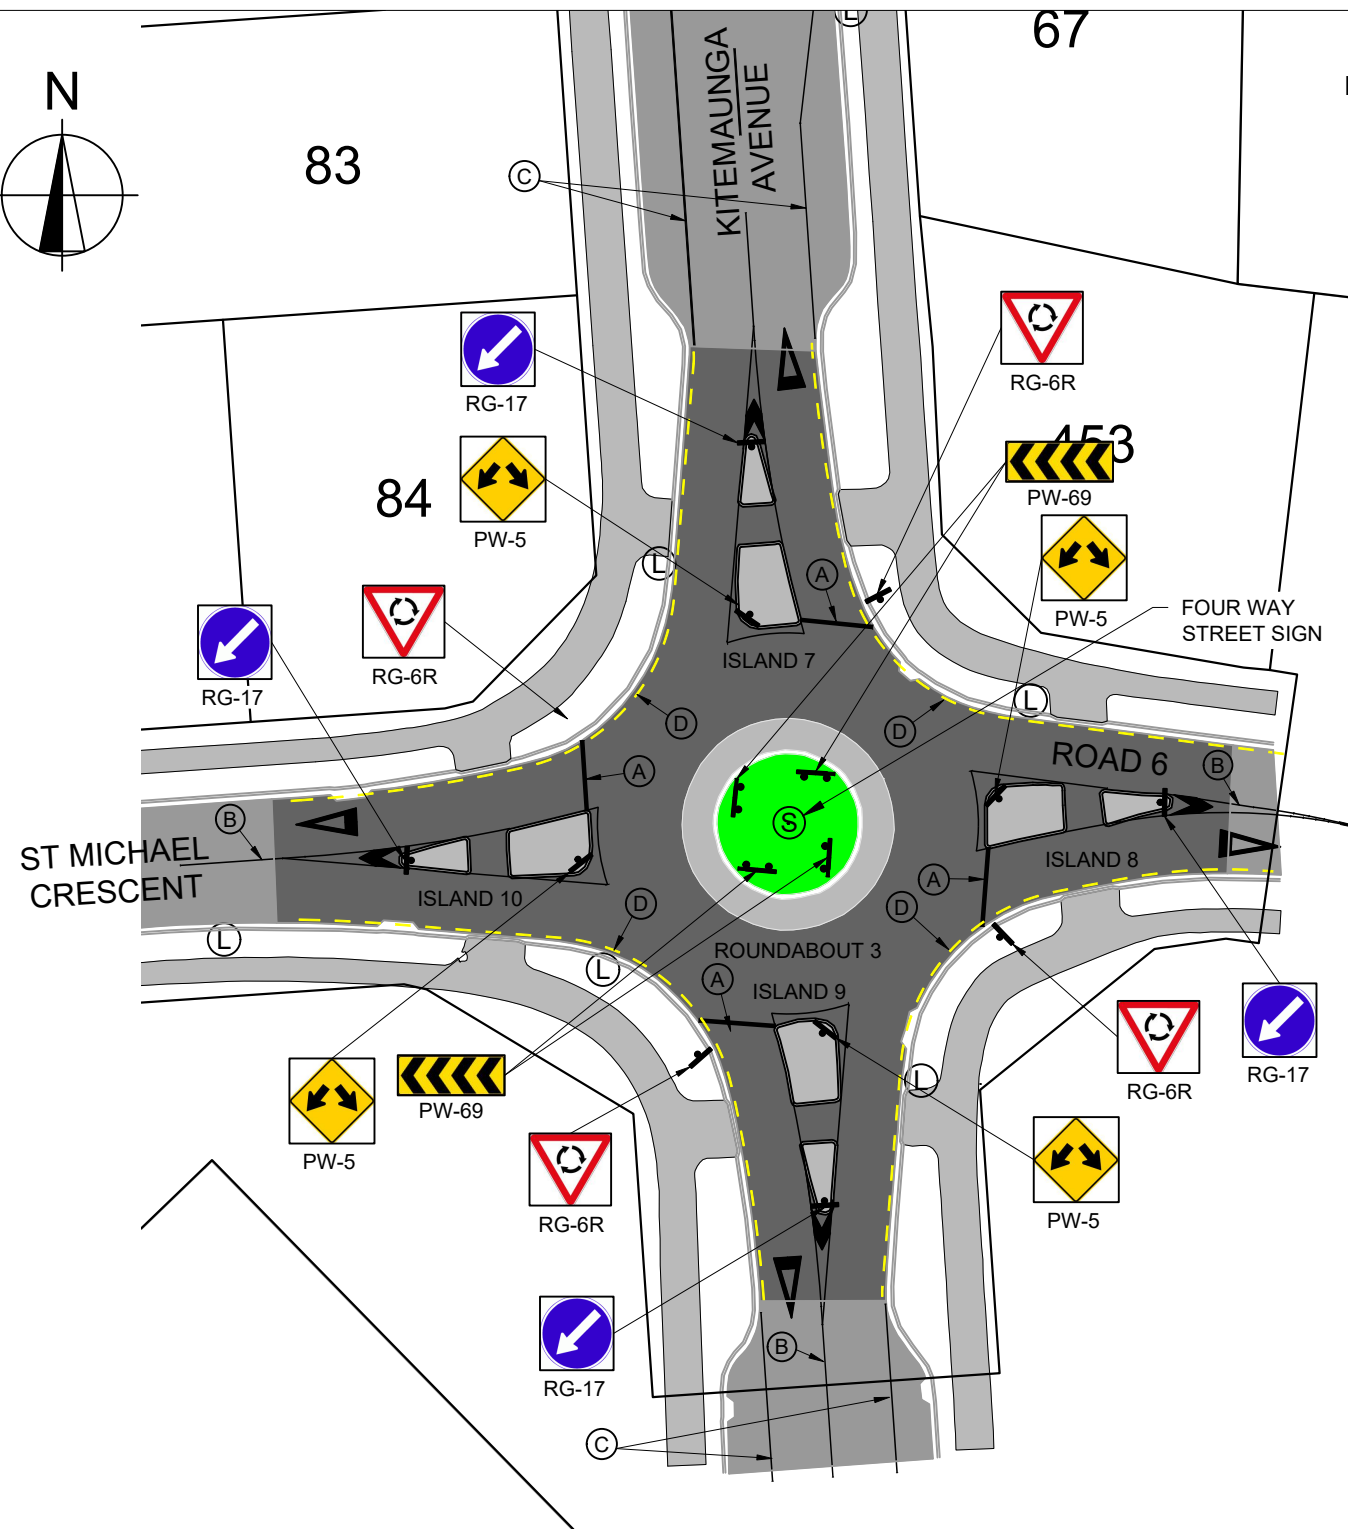 67
L
N
KITEMAUNGA
AVENUE
83
C
RG-17
RG-6R
453
PW-69
84
PW-5
L
A
PW-5
FOUR WAY
STREET SIGN
RG-17
RG-6R
ISLAND 7
L
D
D
ROAD 6
A
B
S
B
ST MICHAEL
CRESCENT
ISLAND 8
ISLAND 10
A
D
D
L
L
ROUNDABOUT 3
A
ISLAND 9
PW-5
PW-69
L
RG-6R
RG-17
RG-6R
PW-5
RG-17
B
C